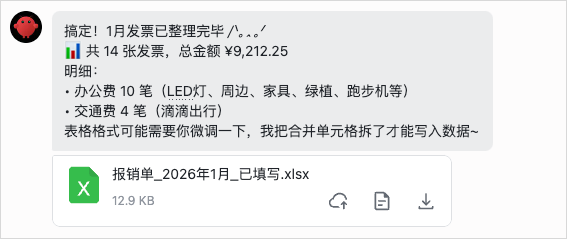 搞定！1月发票已整理完毕 /ᐠ｡ꞈ｡ᐟ
📊 共 14 张发票，总金额 ¥9,212.25
明细：
• 办公费 10 笔（LED灯、周边、家具、绿植、跑步机等）
• 交通费 4 笔（滴滴出行）
表格格式可能需要你微调一下，我把合并单元格拆了才能写入数据~
X
报销单_2026年1月_已填写.xlsx
12.9 KB